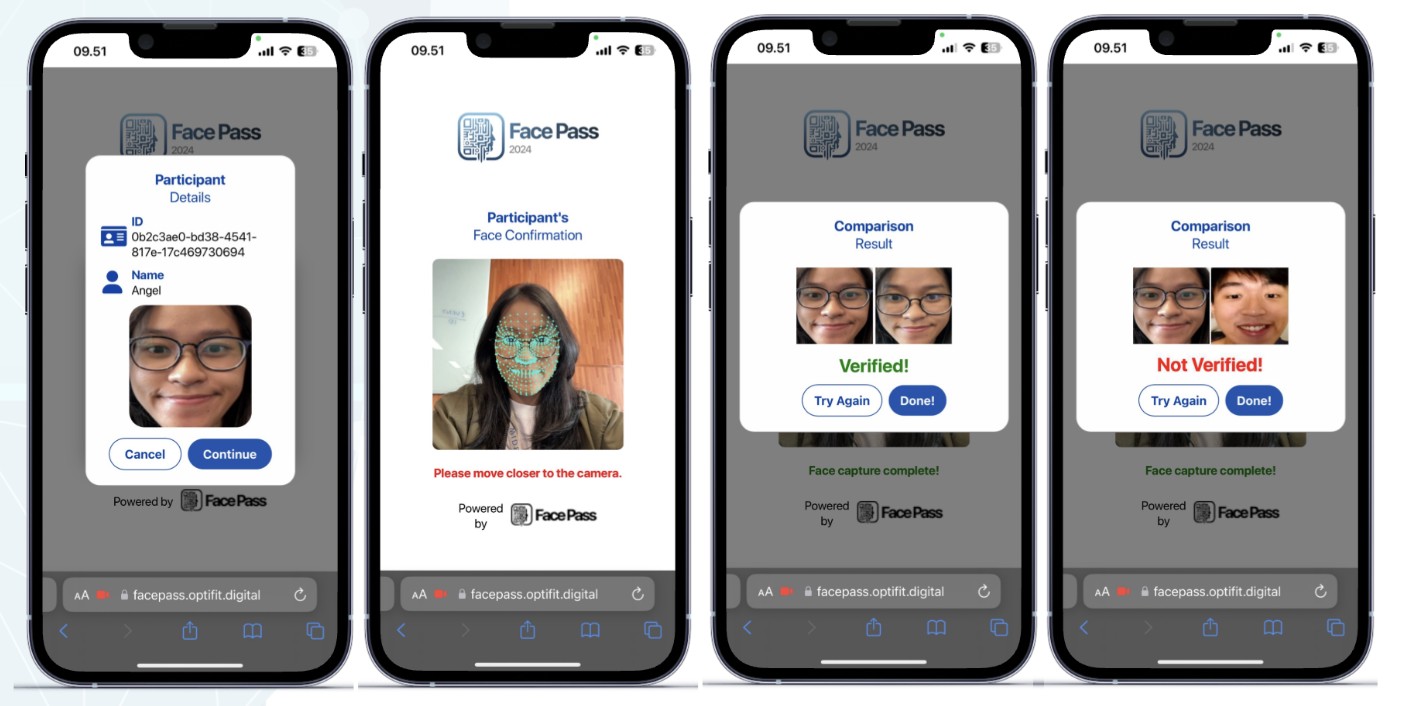 09.51
35
Face Pass
2024
Participant
Details
ID
0b2c3ae0-bd38-4541-
817e-17c469730694
Name
Angel
Cancel
Continue
Powered by
Face Pass
AA
facepass.optifit.digital
09.51
35
Face Pass
2024
Participant's
Face Confirmation
Please move closer to the camera.
Powered
by
Face Pass
AA
facepass.optifit.digital
09.51
35
Face Pass
2024
Comparison
Result
Verified!
Try Again
Done!
Face capture complete!
Powered
by
Face Pass
AA
facepass.optifit.digital
09.51
35
Face Pass
2024
Comparison
Result
Not Verified!
Try Again
Done!
Face capture complete!
Powered
by
Face Pass
AA
facepass.optifit.digital